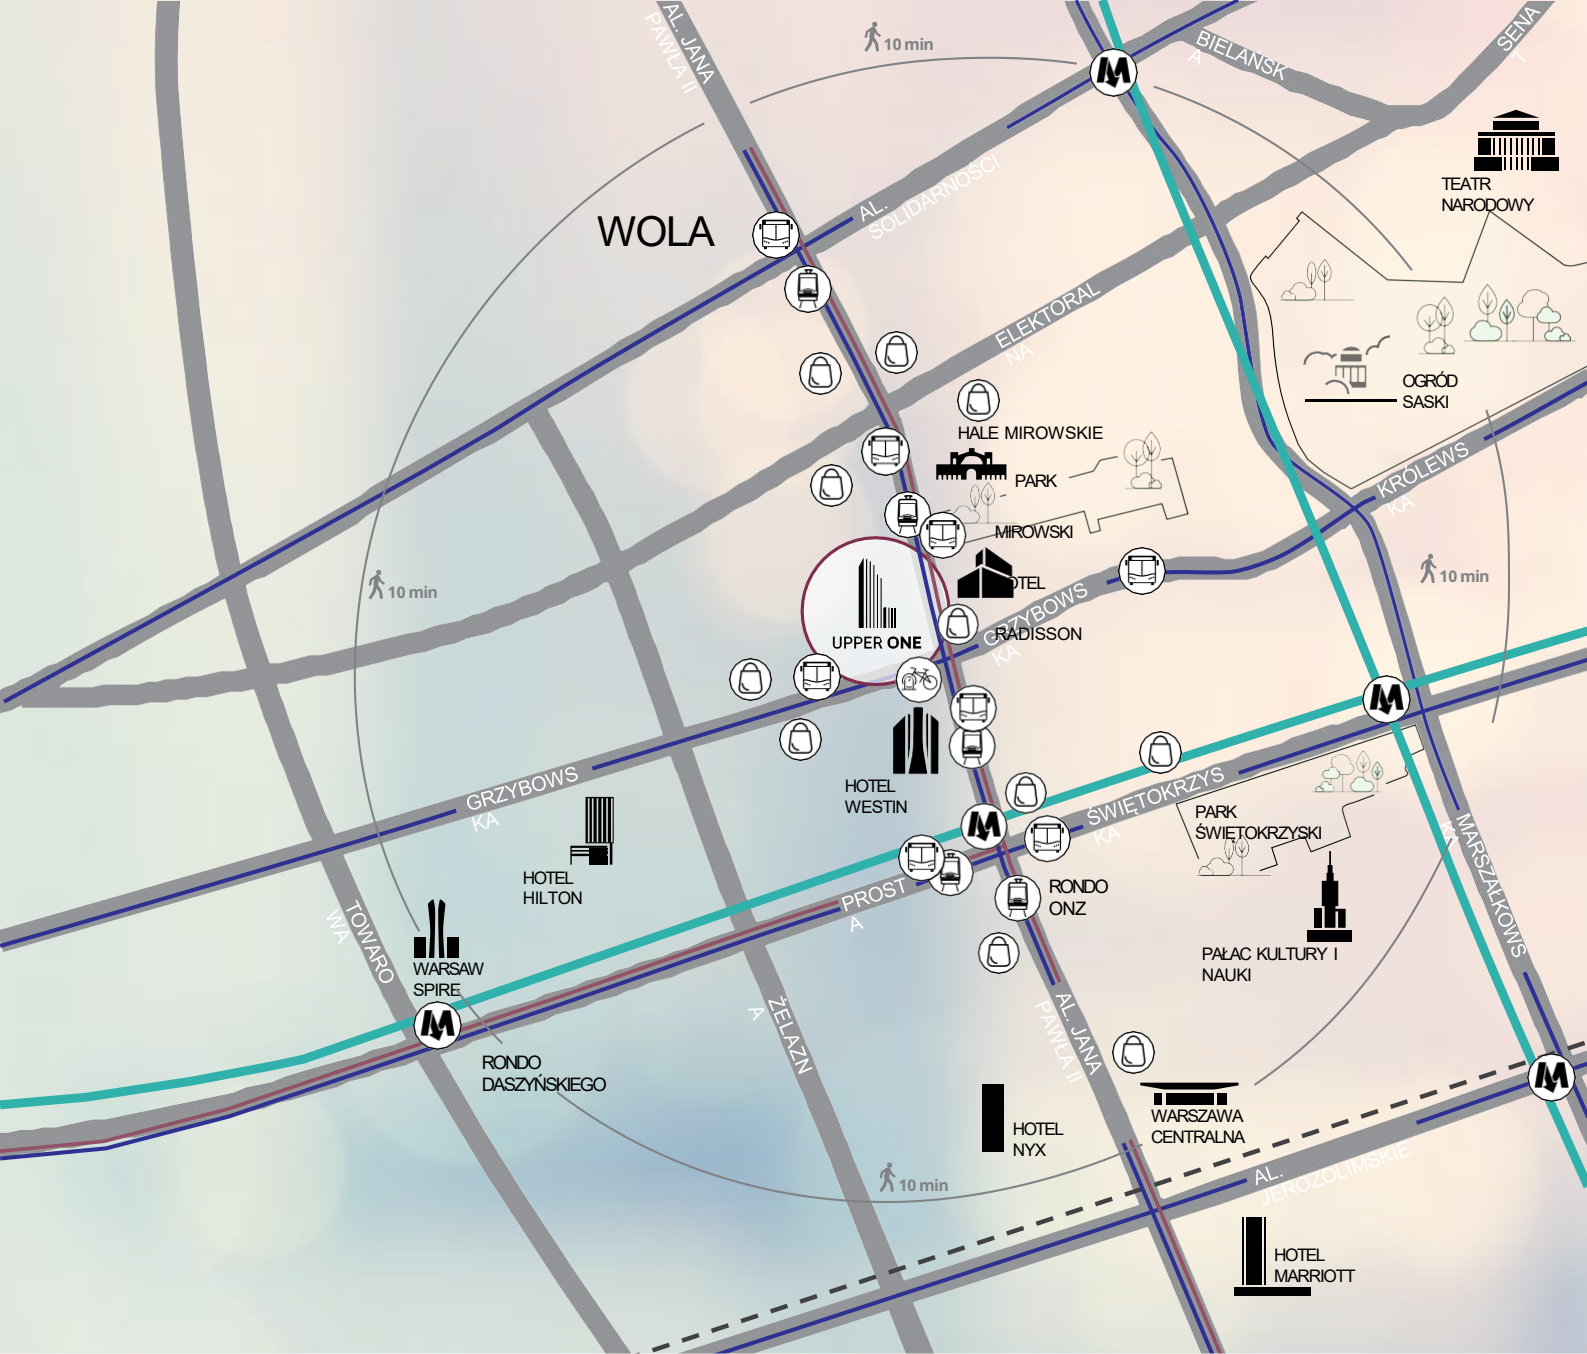 AL. JANA
PAWŁA II
10 min
BIELAŃSK
A
SENA
T
TEATR
NARODOWY
AL.
SOLIDARNOŚCI
WOLA
ELEKTORAL
NA
OGRÓD
SASKI
HALE MIROWSKIE
PARK
MIROWSKI
KRÓLEWS
KA
10 min
10 min
OTEL
RADISSON
GRZYBOWS
KA
UPPER ONE
GRZYBOWS
KA
HOTEL
WESTIN
ŚWIĘTOKRZYS
KA
PARK
ŚWIĘTOKRZYSKI
MARSZAŁKOWS
KA
HOTEL
HILTON
PROST
A
RONDO
ONZ
TOWARO
WA
WARSAW
SPIRE
PAŁAC KULTURY I
NAUKI
ŻELAZN
A
AL. JANA
PAWŁA II
RONDO
DASZYŃSKIEGO
HOTEL
NYX
WARSZAWA
CENTRALNA
10 min
AL.
JEROZOLIMSKIE
HOTEL
MARRIOTT